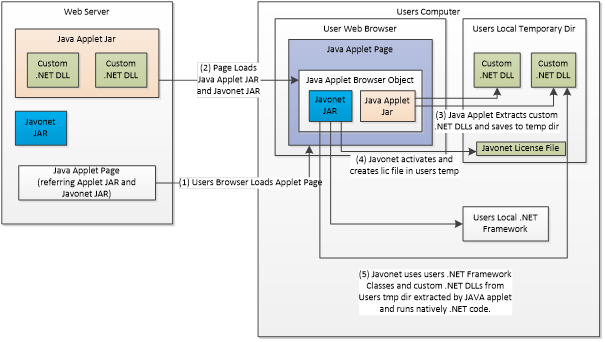 Web Server
Java Applet Jar
Custom
.NET DLL
Custom
.NET DLL
Javonet
JAR
Java Applet Page
(referring Applet JAR and
Javonet JAR)
(2) Page Loads
Java Applet JAR
and Javonet JAR
(1) Users Browser Loads Applet Page
Users Computer
User Web Browser
Java Applet Page
Java Applet Browser Object
Javonet
JAR
Java Applet
Jar
Users Local Temporary Dir
Custom
.NET DLL
Custom
.NET DLL
(3) Java Applet Extracts custom
.NET DLLs and saves to temp dir
Javonet License File
(4) Javonet activates and
creates lic file in users temp
Users Local .NET
Framework
(5) Javonet uses users .NET Framework
Classes and custom .NET DLLs from
Users tmp dir extracted by JAVA applet
and runs natively .NET code.